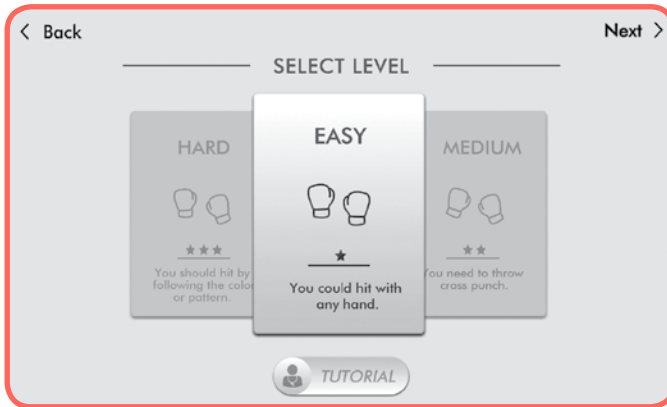 Back
Next
SELECT LEVEL
HARD
You should hit by
following the color
or pattern.
EASY
You could hit with
any hand.
MEDIUM
You need to throw
cross punch.
TUTORIAL